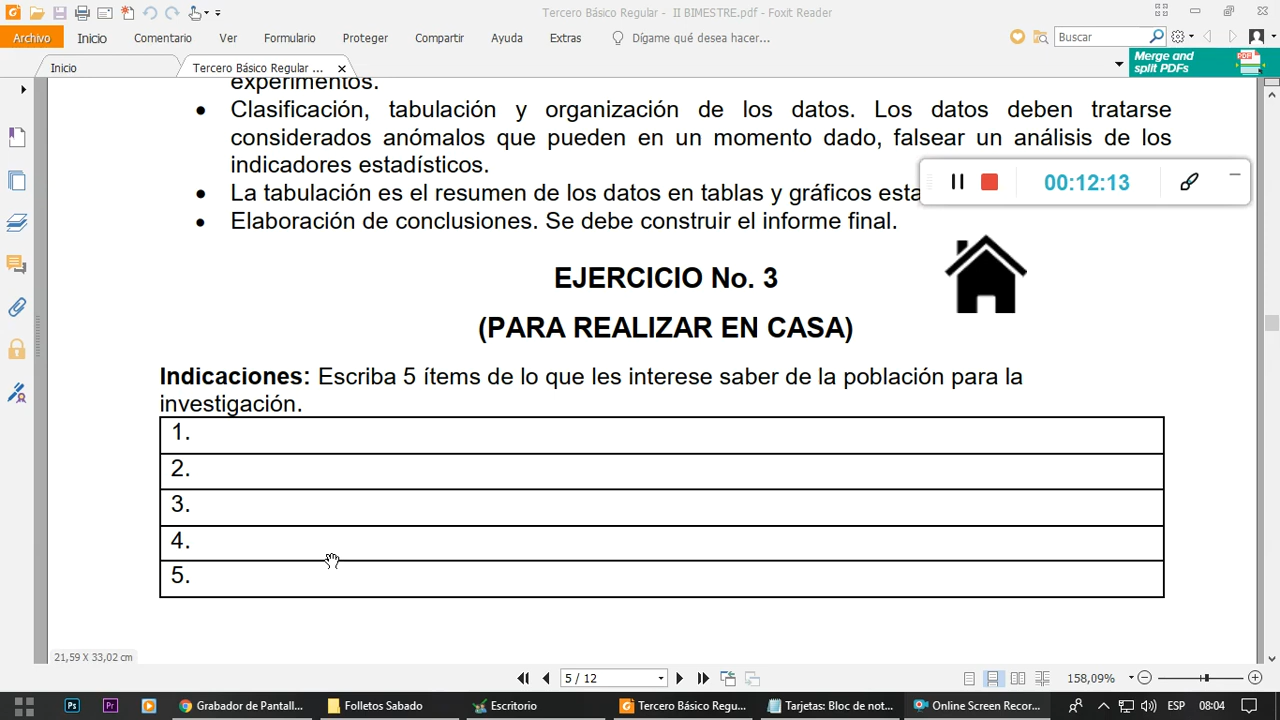 Tercero Básico Regular - II BIMESTRE.pdf - Foxit Reader
Archivo Inicio Comentario Ver Formulario Proteger Compartir Ayuda Extras Dígame qué desea hacer... Buscar
Inicio Tercero Básico Regular ... Merge and
split PDFs
experimentos.
• Clasificación, tabulación y organización de los datos. Los datos deben tratarse
considerados anómalos que pueden en un momento dado, falsear un análisis de los
indicadores estadísticos.
• La tabulación es el resumen de los datos en tablas y gráficos esta
00:12:13
• Elaboración de conclusiones. Se debe construir el informe final.
EJERCICIO No. 3
(PARA REALIZAR EN CASA)
Indicaciones: Escriba 5 ítems de lo que les interese saber de la población para la
investigación.
1.
2.
3.
4.
5.
21,59 X 33,02 cm
5 / 12 158,09%
Ps Pr Grabador de Pantall... Folletos Sabado Escritorio Tercero Básico Regu... Tarjetas: Bloc de not... Online Screen Recor... ESP 08:04